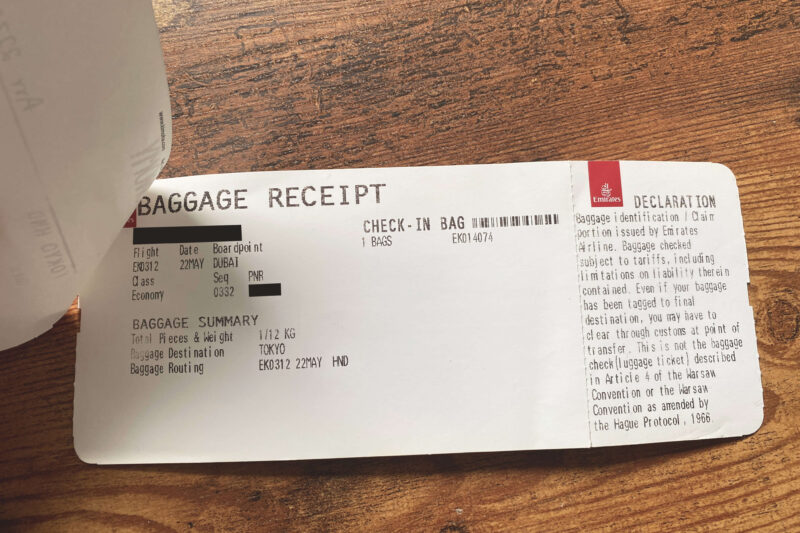 BAGGAGE RECEIPT
CHECK-IN BAG
1 BAGS EK014074
Flight Date Boardpoint
EK0312 22MAY DUBAI
Class Seq PNR
Economy 0332
BAGGAGE SUMMARY
Total Pieces & Weight 1/12 KG
Baggage Destination TOKYO
Baggage Routing EK0312 22MAY HND
Emirates
DECLARATION
Baggage identification / Claim
portion issued by Emirates
Airline. Baggage checked
subject to tariffs, including
limitations on liability therein
contained. Even if your baggage
has been tagged to final
destination, you may have to
clear through customs at point of
transfer. This is not the baggage
check(luggage ticket) described
in Article 4 of the Warsaw
Convention or the Warsaw
Convention as amended by
the Hague Protocol, 1966.